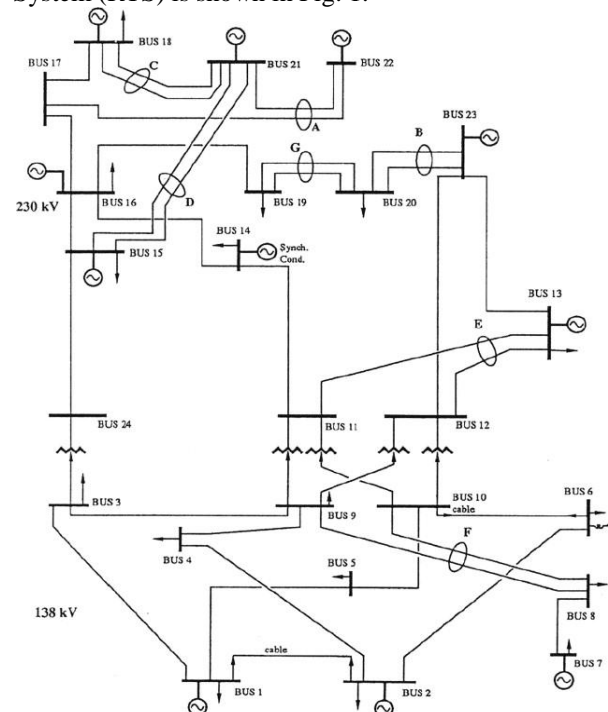 System (RTS) is shown in Fig. 1.
BUS 18
BUS 21
BUS 22
BUS 17
C
A
BUS 23
B
G
BUS 16
230 kV
D
BUS 19
BUS 20
BUS 14
Synch.
Cond.
BUS 15
BUS 13
E
BUS 24
BUS 11
BUS 12
BUS 3
BUS 9
BUS 10
cable
BUS 6
F
BUS 4
BUS 5
BUS 8
138 kV
cable
BUS 7
BUS 1
BUS 2